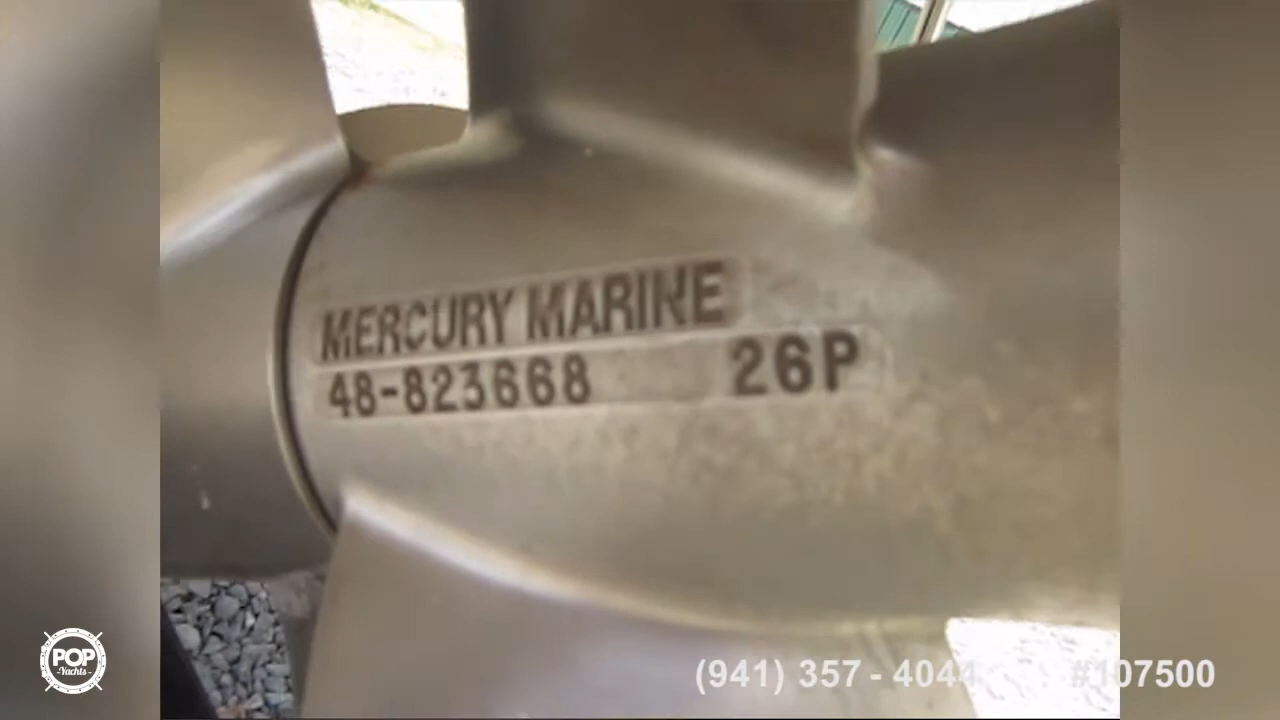 MERCURY MARINE
48-823668 26P
POP
Yachts
(941) 357 - 4044 #107500